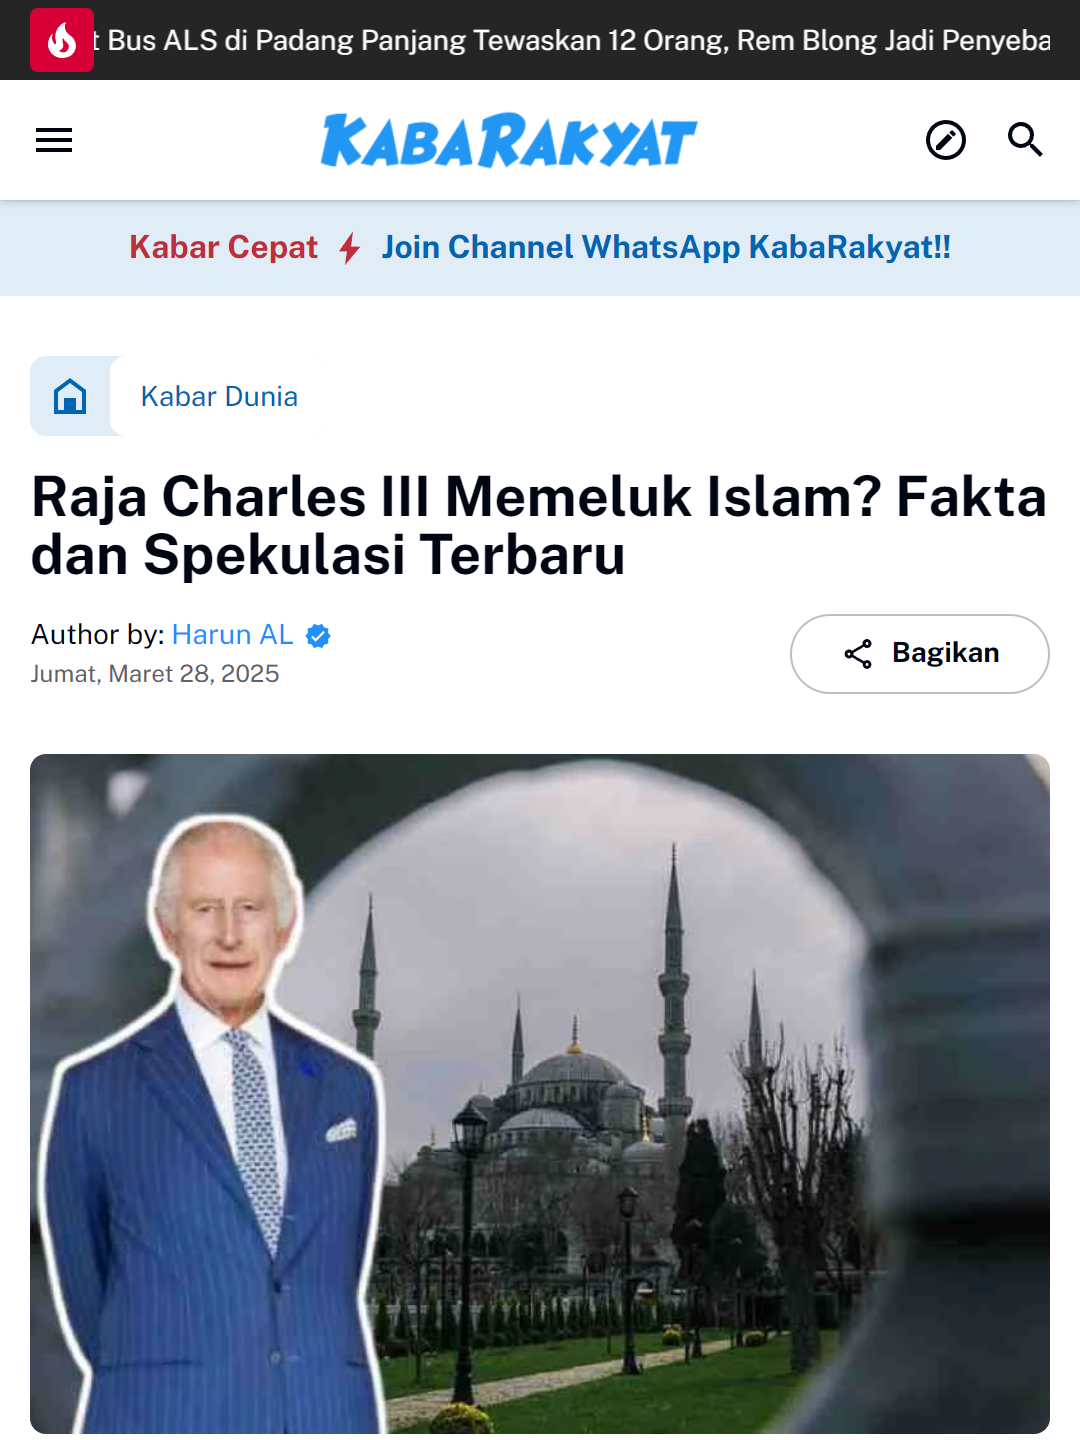 Bus ALS di Padang Panjang Tewaskan 12 Orang, Rem Blong Jadi
KABARAKYAT
Kabar Cepat Join Channel WhatsApp KabaRakyat!!
Kabar Dunia
Raja Charles III Memeluk Islam? Fakta
dan Spekulasi Terbaru
Author by: Harun AL
Jumat, Maret 28, 2025
Bagikan